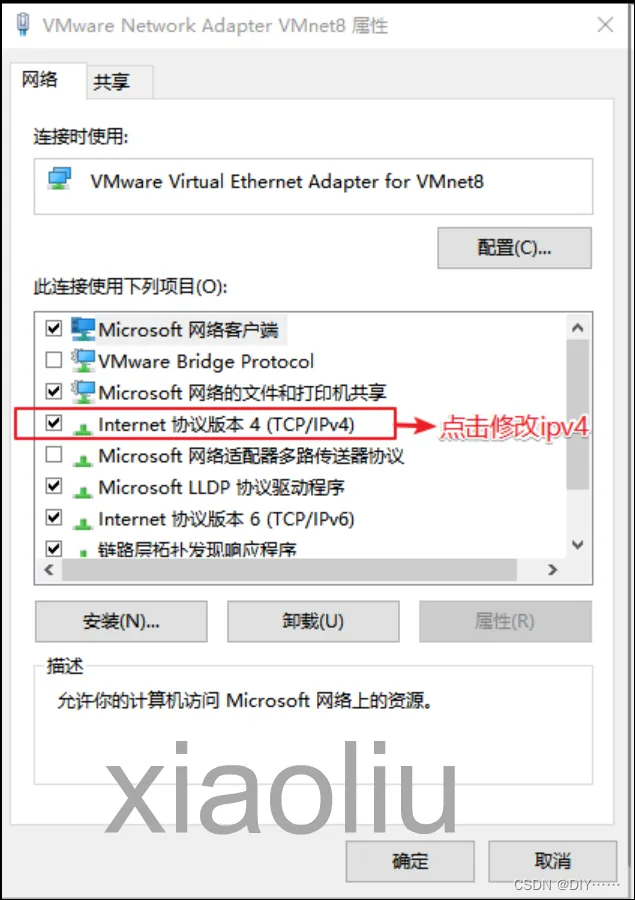 VMware Network Adapter VMnet8 属性
网络
共享
连接时使用:
VMware Virtual Ethernet Adapter for VMnet8
配置(C)...
此连接使用下列项目(O):
Microsoft 网络客户端
VMware Bridge Protocol
Microsoft 网络的文件和打印机共享
Internet 协议版本 4 (TCP/IPv4)
点击修改ipv4
Microsoft 网络适配器多路传送器协议
Microsoft LLDP 协议驱动程序
Internet 协议版本 6 (TCP/IPv6)
链路层拓扑发现响应程序
安装(N)...
卸载(U)
属性(R)
描述
允许你的计算机访问 Microsoft 网络上的资源。
xiaoliu
确定
取消
CSDN @DIY……